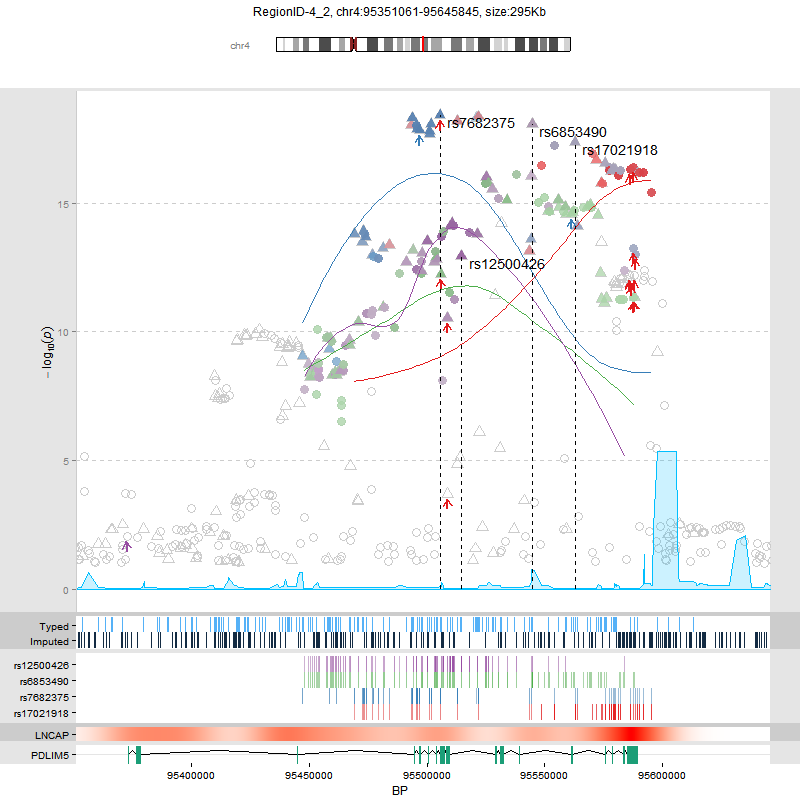 RegionID-4_2, chr4:95351061-95645845, size:295Kb
chr4
rs7682375
rs6853490
rs17021918
15
rs12500426
10
− log10(p)
5
0
Typed
Imputed
rs12500426
rs6853490
rs7682375
rs17021918
LNCAP
PDLIM5
95400000 95450000 95500000 95550000 95600000
BP